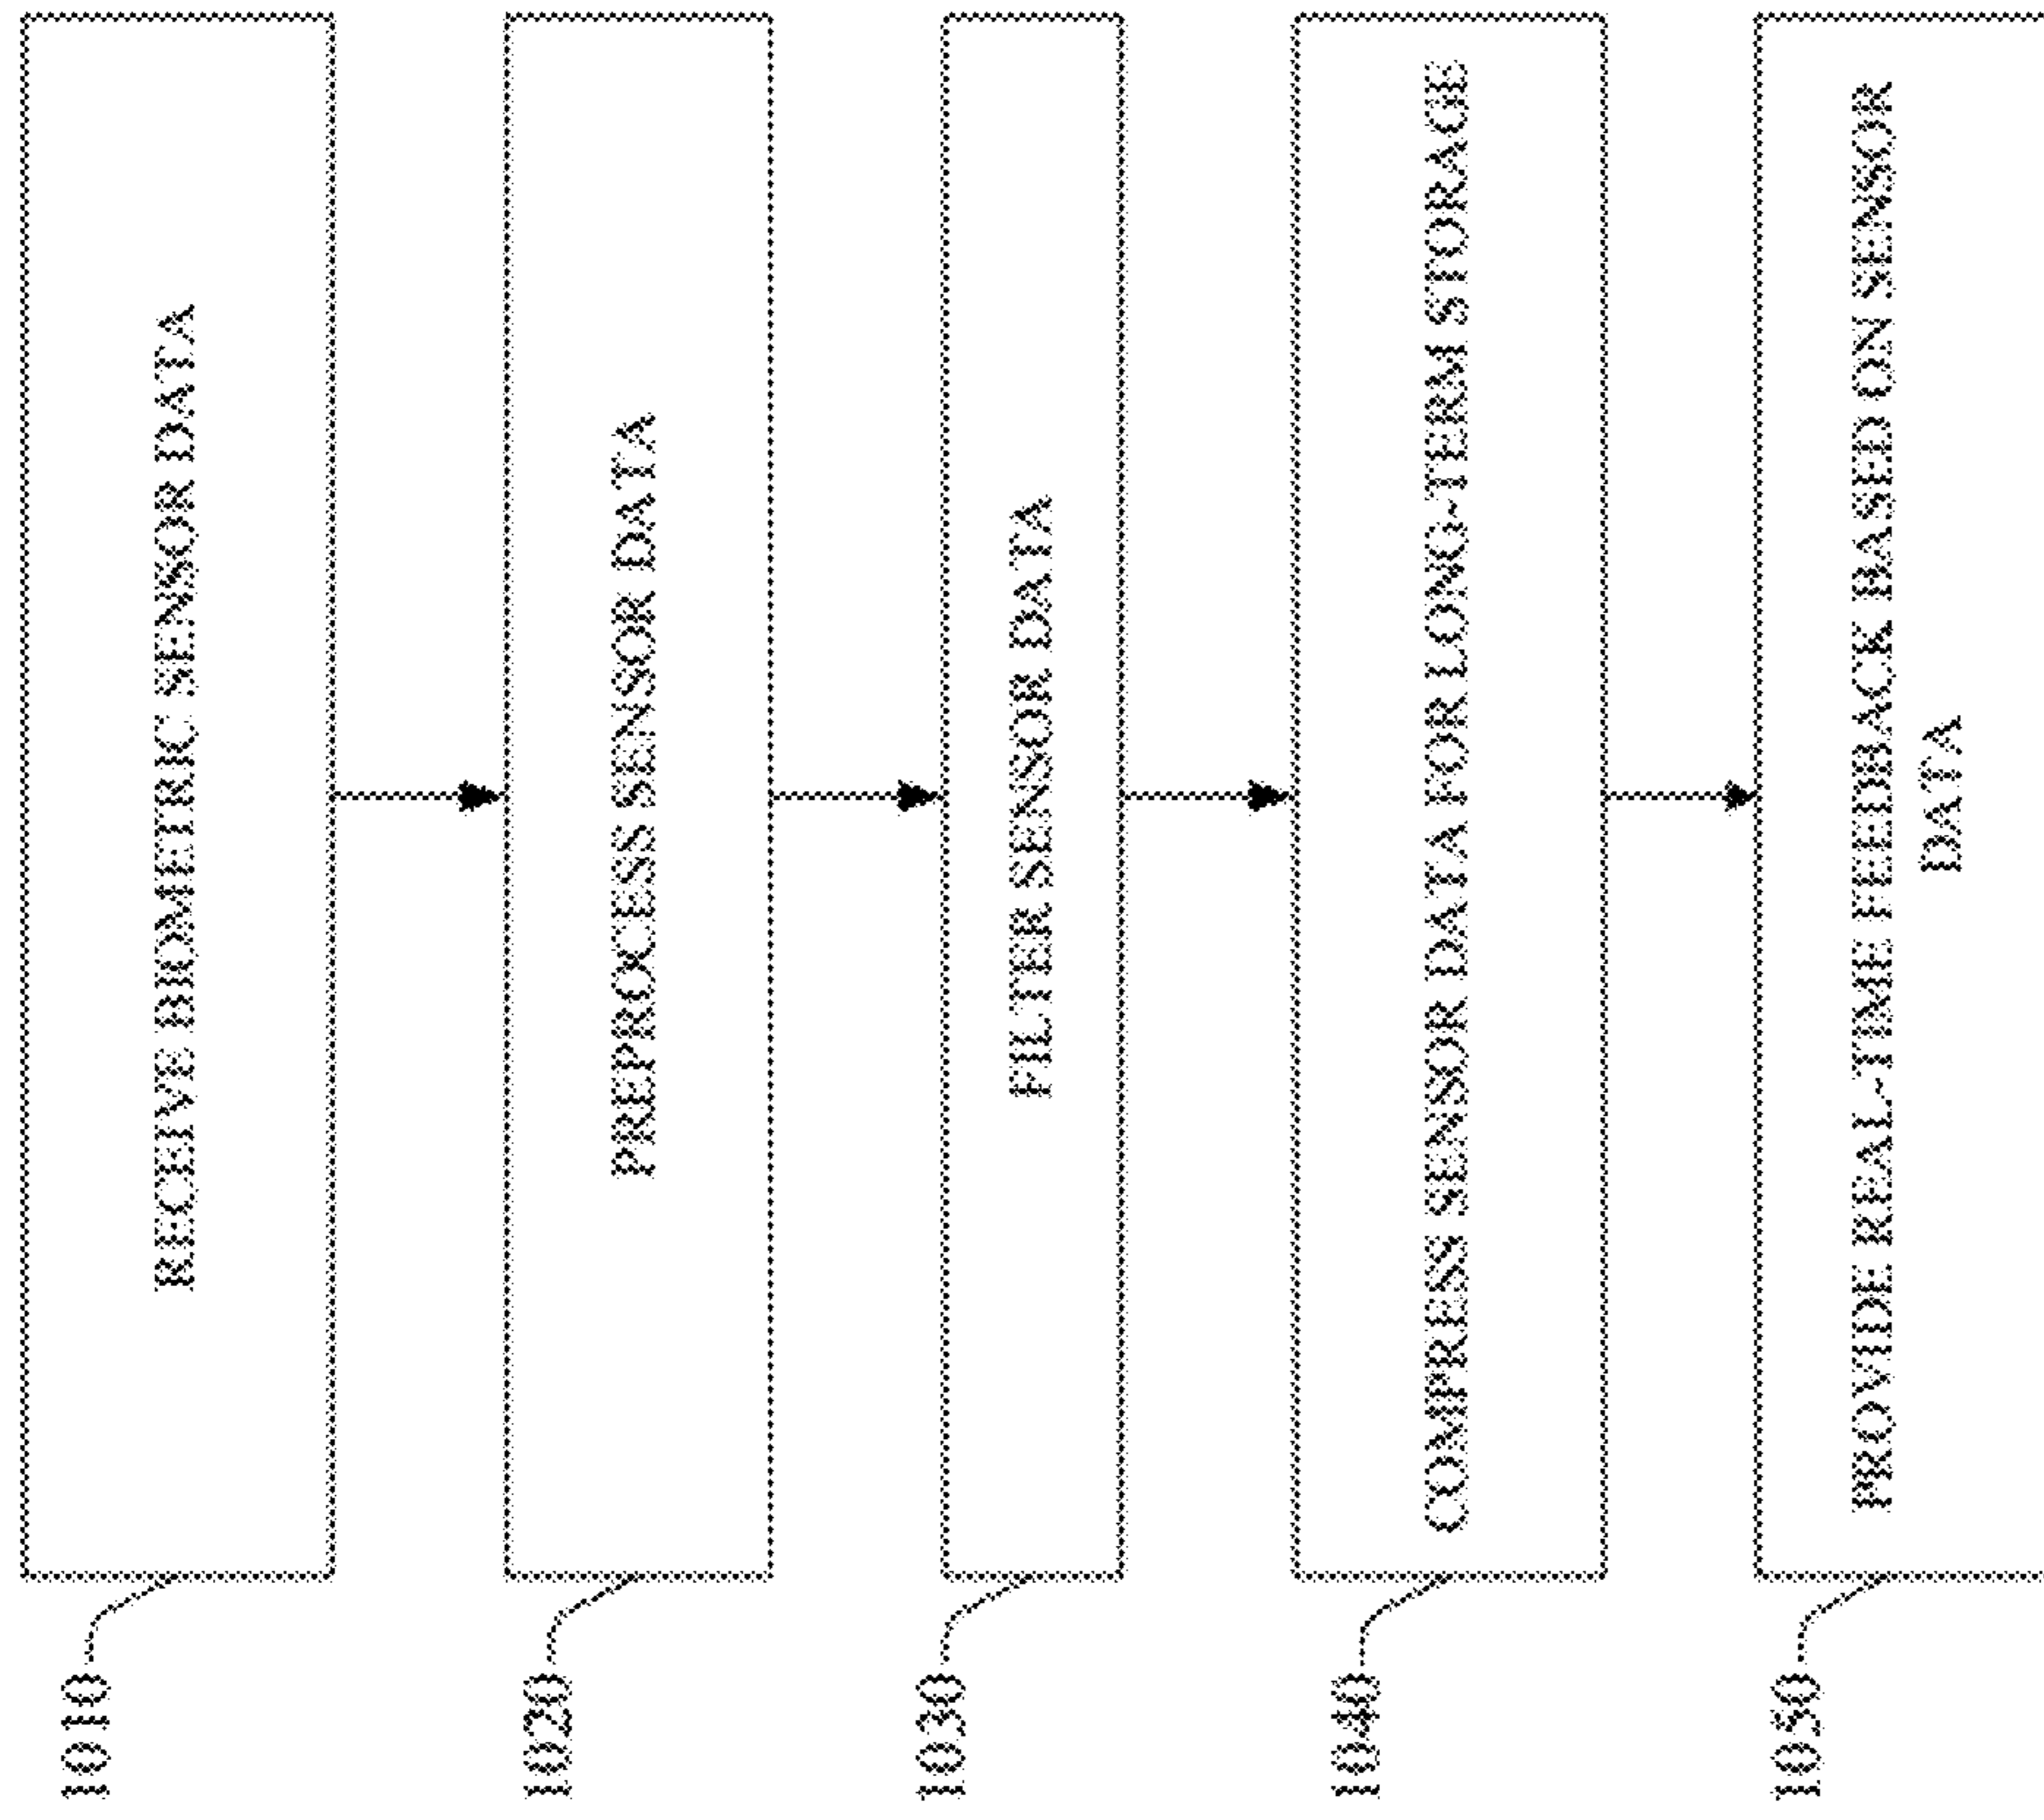 1010
RECEIVE BIOMETRIC SENSOR DATA
1020
PREPROCESS SENSOR DATA
1030
FILTER SENSOR DATA
1040
COMPRESS SENSOR DATA FOR LONG-TERM STORAGE
1050
PROVIDE REAL-TIME FEEDBACK BASED ON SENSOR
DATA